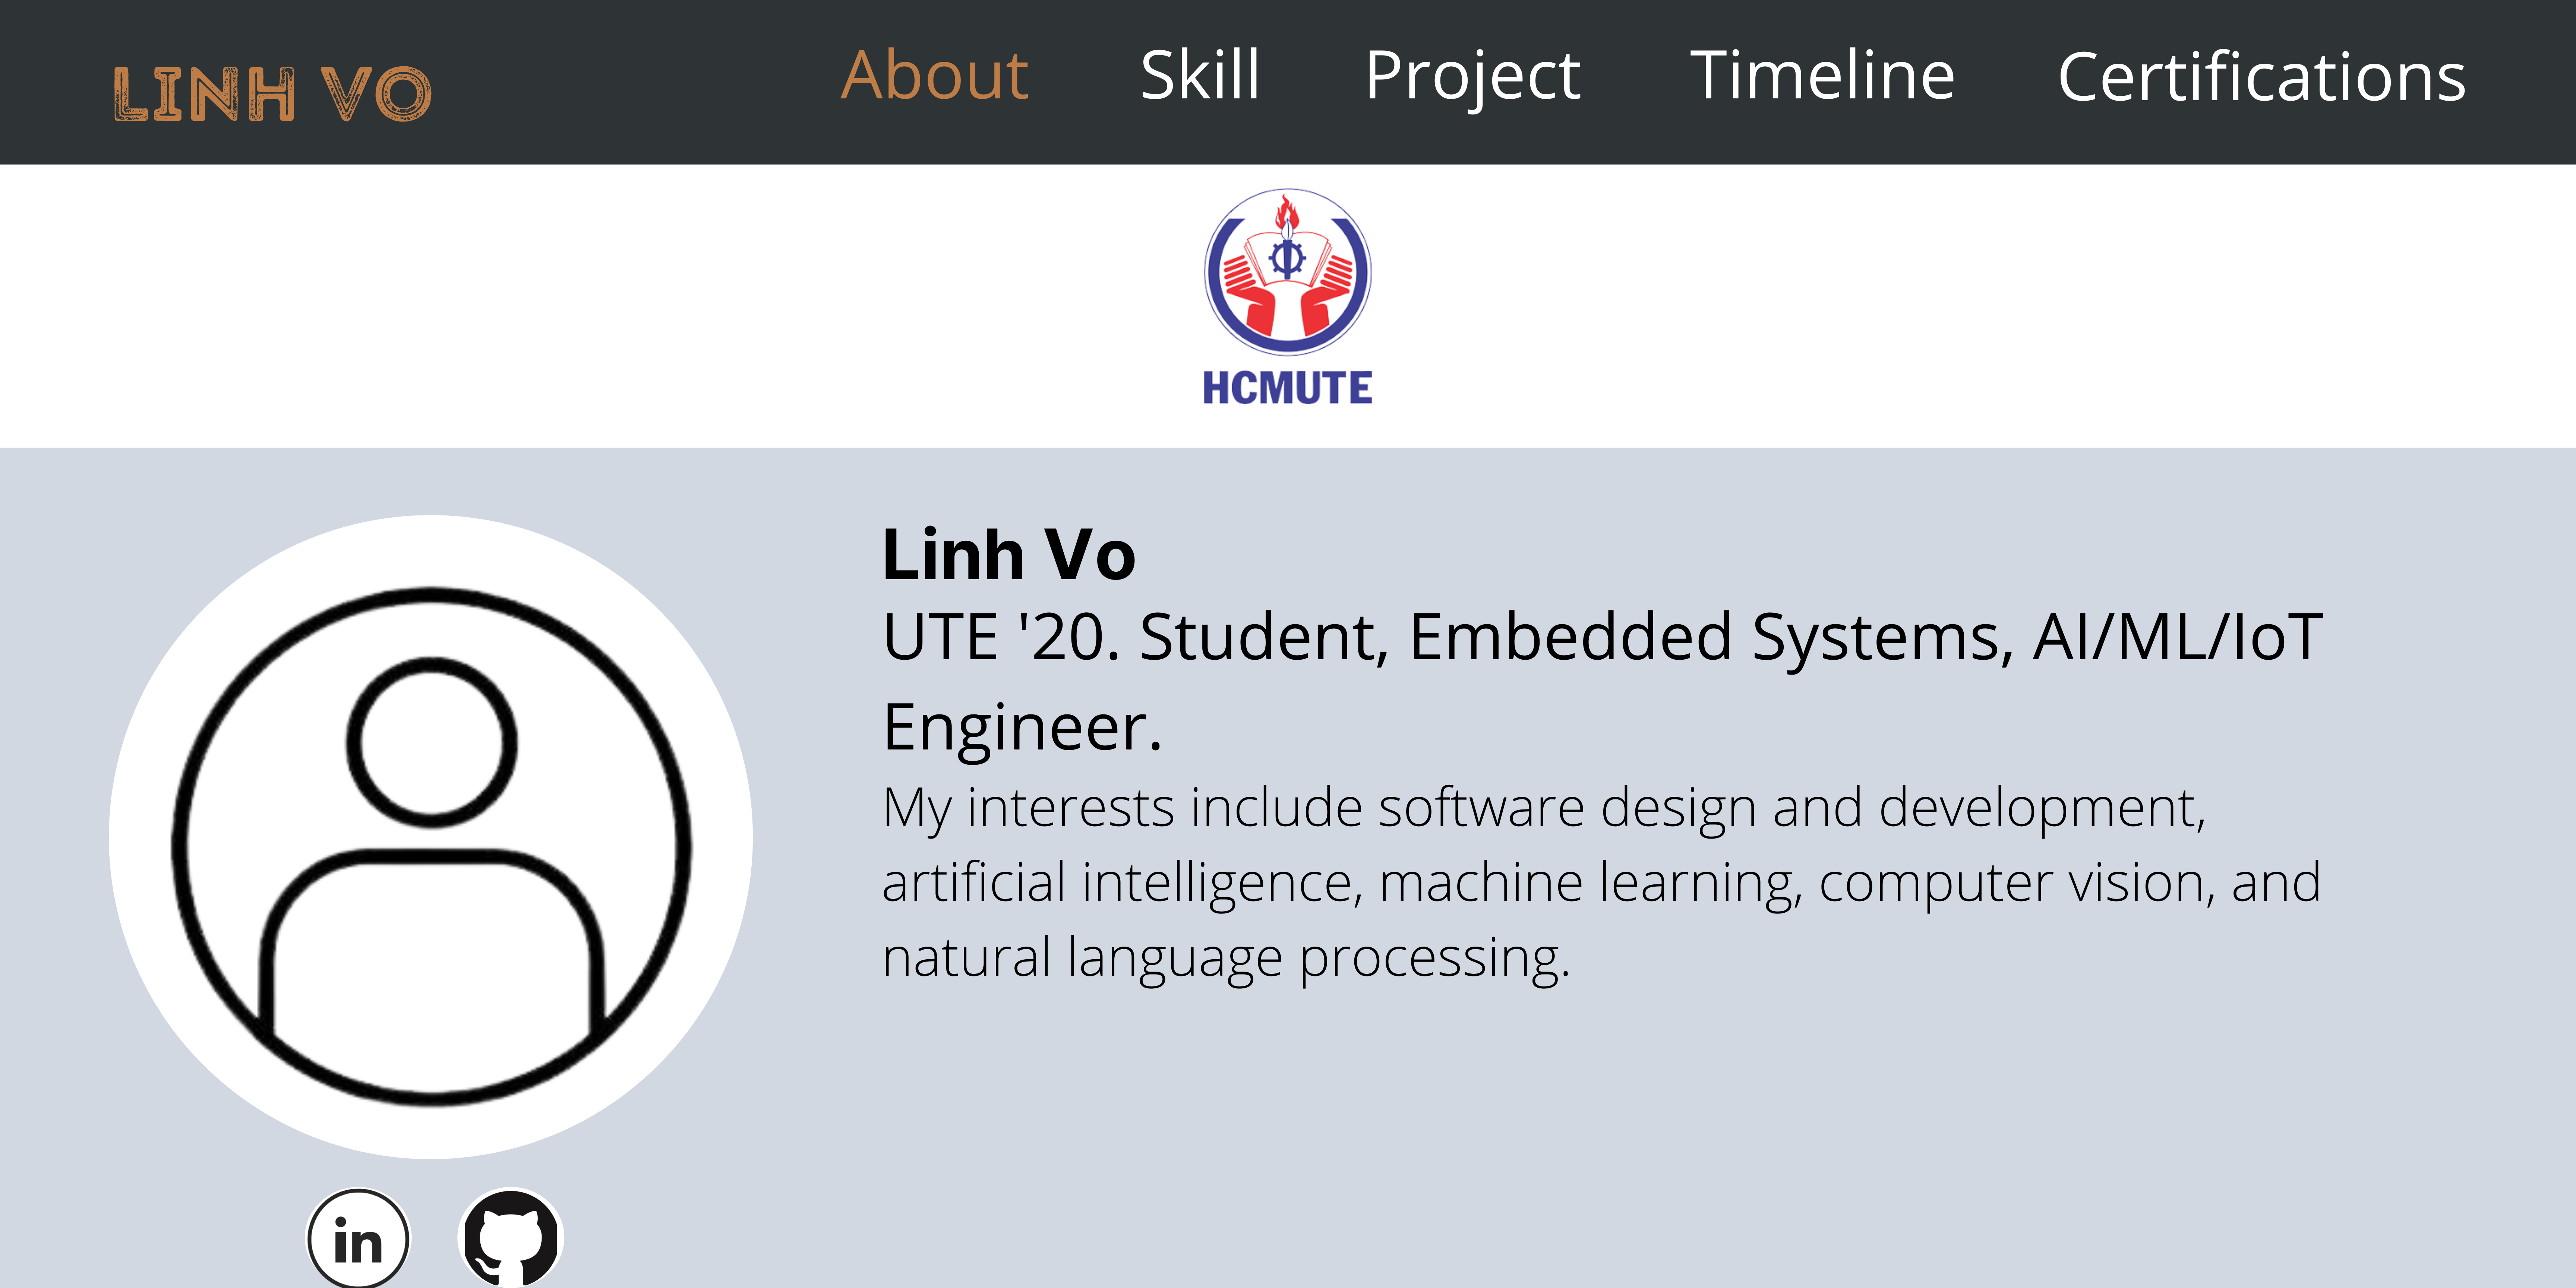 LINH VO
About Skill Project Timeline Certifications
HCMUTE
Linh Vo
UTE '20. Student, Embedded Systems, AI/ML/IoT
Engineer.
My interests include software design and development,
artificial intelligence, machine learning, computer vision, and
natural language processing.
in